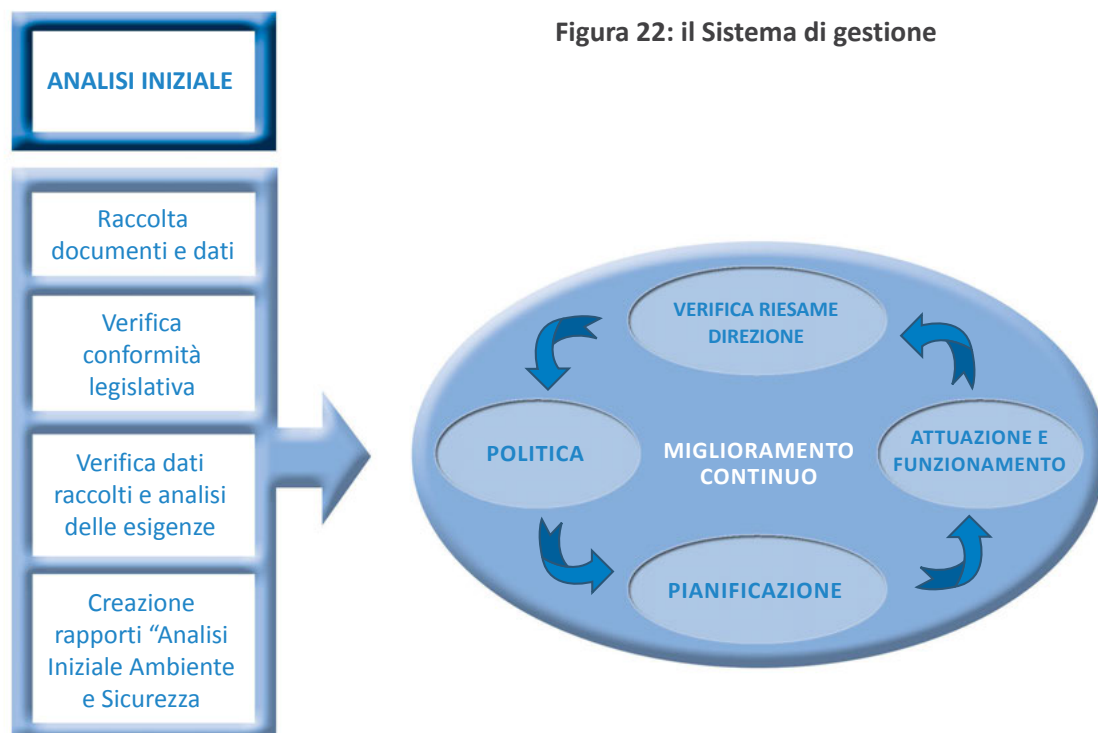 Figura 22: il Sistema di gestione
ANALISI INIZIALE
Raccolta
documenti e dati
Verifica
conformità
legislativa
Verifica dati
raccolti e analisi
delle esigenze
Creazione
rapporti “Analisi
Iniziale Ambiente
e Sicurezza
VERIFICA RIESAME
DIREZIONE
POLITICA
MIGLIORAMENTO
CONTINUO
ATTUAZIONE E
FUNZIONAMENTO
PIANIFICAZIONE